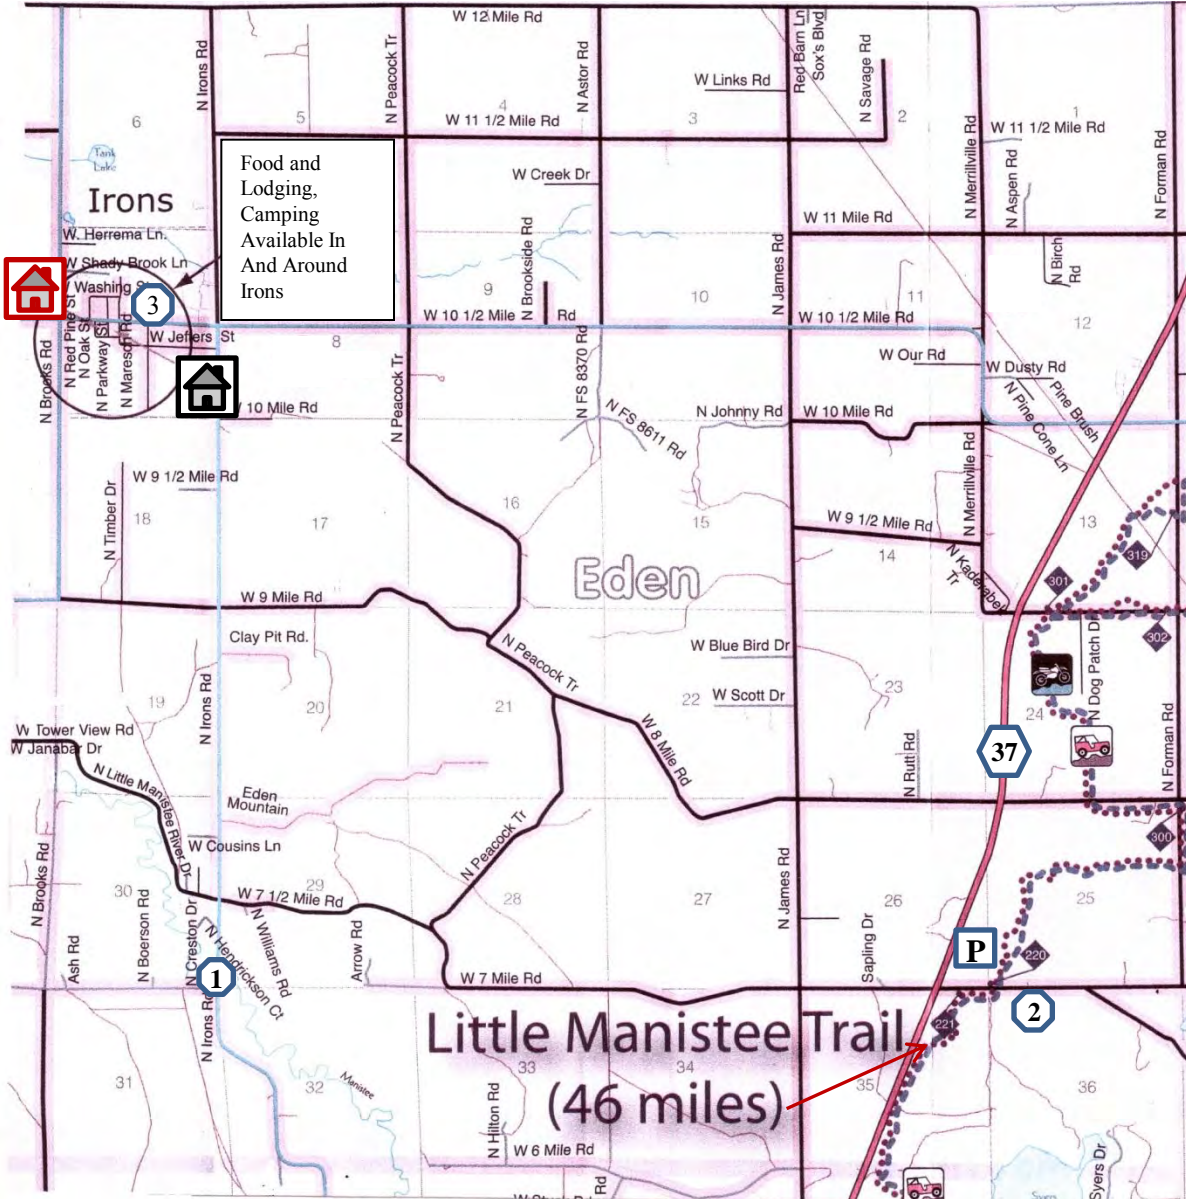 W 12 Mile Rd
Red Barn Ln
Sox's Blvd
N Irons Rd
N Peacock Tr
N Astor Rd
W Links Rd
N Savage Rd
6
5
4
3
2
1
W 11 1/2 Mile Rd
W 11 1/2 Mile Rd
N Merrillville Rd
N Aspen Rd
N Forman Rd
Tank
Lake
Irons
Food and
Lodging,
Camping
Available In
And Around
Irons
W Creek Dr
W 11 Mile Rd
W. Herrema Ln.
W Shady Brook Ln
Washing
N Brookside Rd
N James Rd
N Birch
Rd
3
9
10
11
12
W 10 1/2 Mile Rd
W 10 1/2 Mile Rd
W Jeffers St
8
N Red Pine St
N Oak St
N Parkway St
N Maresch Rd
N Brooks Rd
N Peacock Tr
N FS 8370 Rd
W Our Rd
W Dusty Rd
N Pine Cone Ln
Pine Brush
10 Mile Rd
N FS 8611 Rd
N Johnny Rd
W 10 Mile Rd
N Merrillville Rd
W 9 1/2 Mile Rd
N Timber Dr
18
17
16
15
W 9 1/2 Mile Rd
14
13
319
N Kaderabek
Tr
301
Eden
W 9 Mile Rd
Clay Pit Rd.
N Peacock Tr
W Blue Bird Dr
302
N Dog Patch Dr
19
20
21
22
23
24
N Irons Rd
W Scott Dr
W 8 Mile Rd
N Rutti Rd
N Forman Rd
37
W Tower View Rd
W Janabar Dr
N Little Manistee River Dr
Eden
Mountain
N Peacock Tr
300
W Cousins Ln
N Brooks Rd
30
29
28
27
26
25
W 7 1/2 Mile Rd
N James Rd
N Boerson Rd
N Creston Dr
N Hendrickson Ct
N Williams Rd
Arrow Rd
Ash Rd
Sapling Dr
P
220
1
W 7 Mile Rd
2
N Irons Rd
Little Manistee Trail
(46 miles)
221
31
32
Manistee
33
34
35
36
N Hilton Rd
W 6 Mile Rd
Syers Dr
Syers
Rd